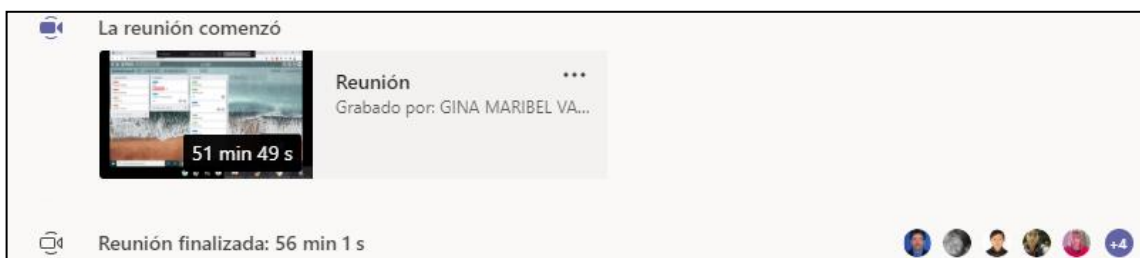 La reunión comenzó
Reunión
...
Grabado por: GINA MARIBEL VA...
51 min 49 s
Reunión finalizada: 56 min 1 s
+4